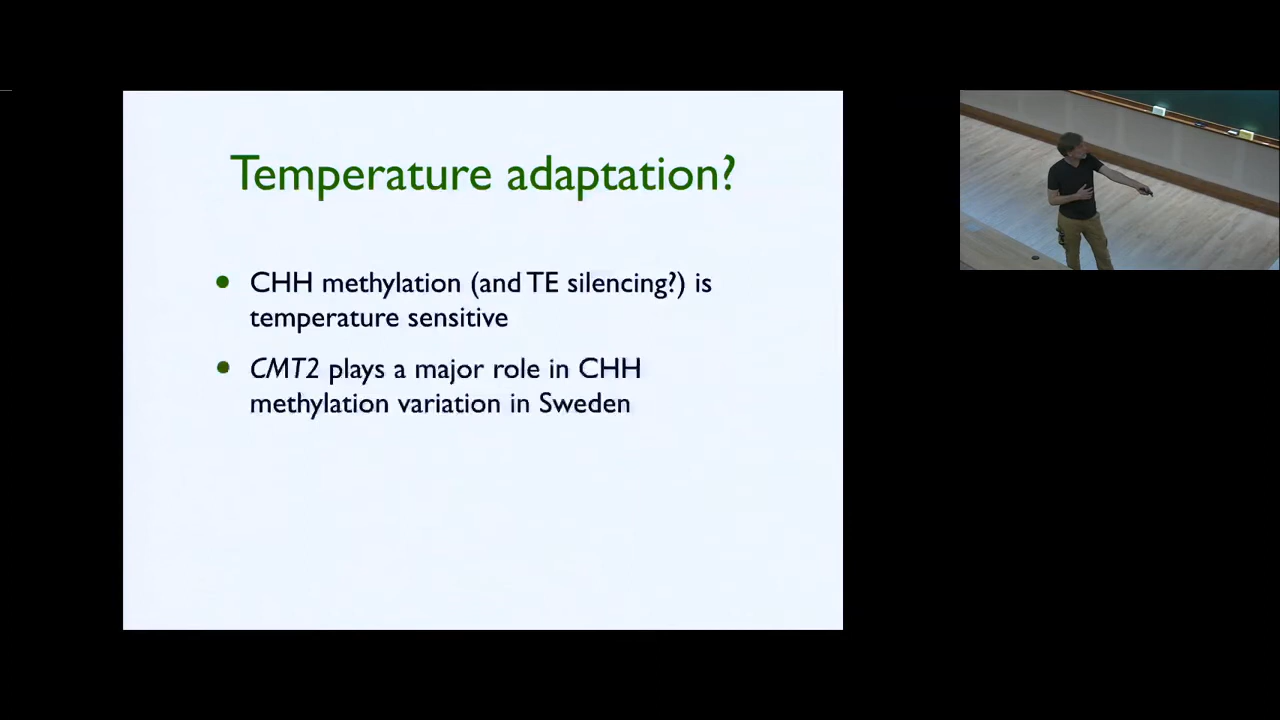 Temperature adaptation?
• CHH methylation (and TE silencing?) is
temperature sensitive
• CMT2 plays a major role in CHH
methylation variation in Sweden